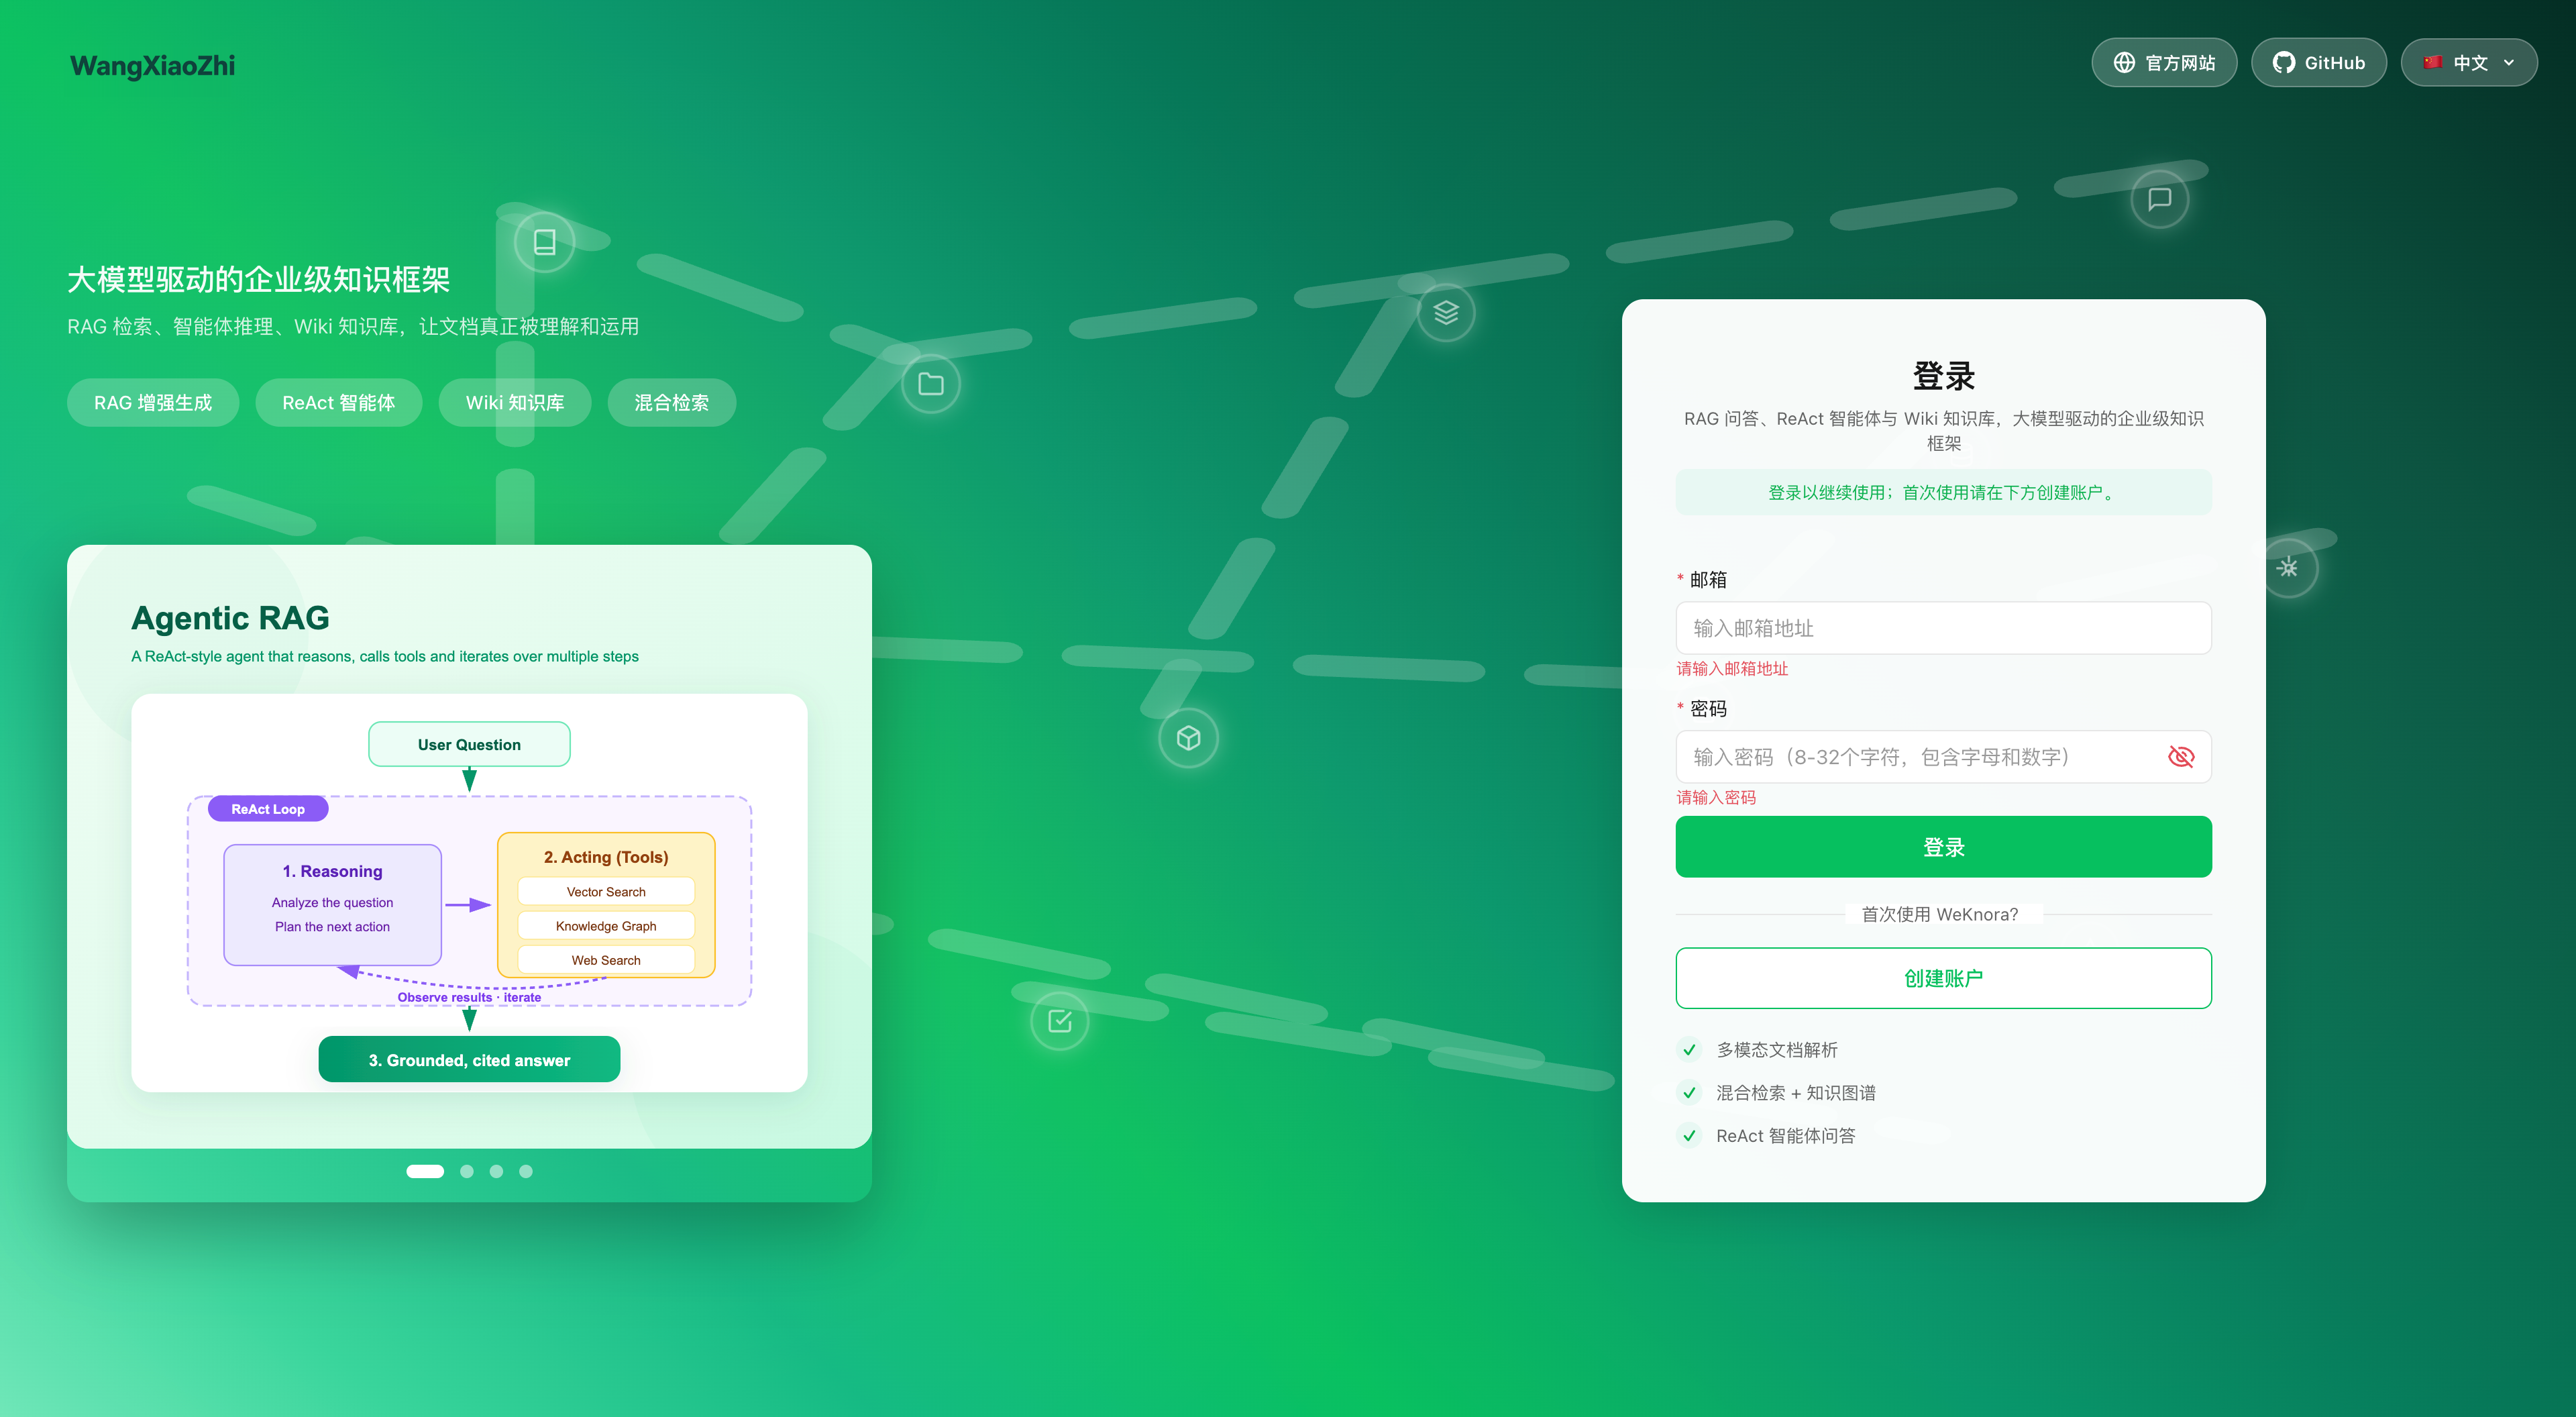 WangXiaoZhi
官方网站
GitHub
中文
大模型驱动的企业级知识框架
RAG 检索、智能体推理、Wiki 知识库，让文档真正被理解和运用
RAG 增强生成
ReAct 智能体
Wiki 知识库
混合检索
Agentic RAG
A ReAct-style agent that reasons, calls tools and iterates over multiple steps
User Question
ReAct Loop
1. Reasoning
Analyze the question
Plan the next action
2. Acting (Tools)
Vector Search
Knowledge Graph
Web Search
Observe results · iterate
3. Grounded, cited answer
登录
RAG 问答、ReAct 智能体与 Wiki 知识库，大模型驱动的企业级知识
框架
登录以继续使用；首次使用请在下方创建账户。
* 邮箱
输入邮箱地址
请输入邮箱地址
* 密码
输入密码（8-32个字符，包含字母和数字）
请输入密码
登录
首次使用 WeKnora?
创建账户
多模态文档解析
混合检索 + 知识图谱
ReAct 智能体问答